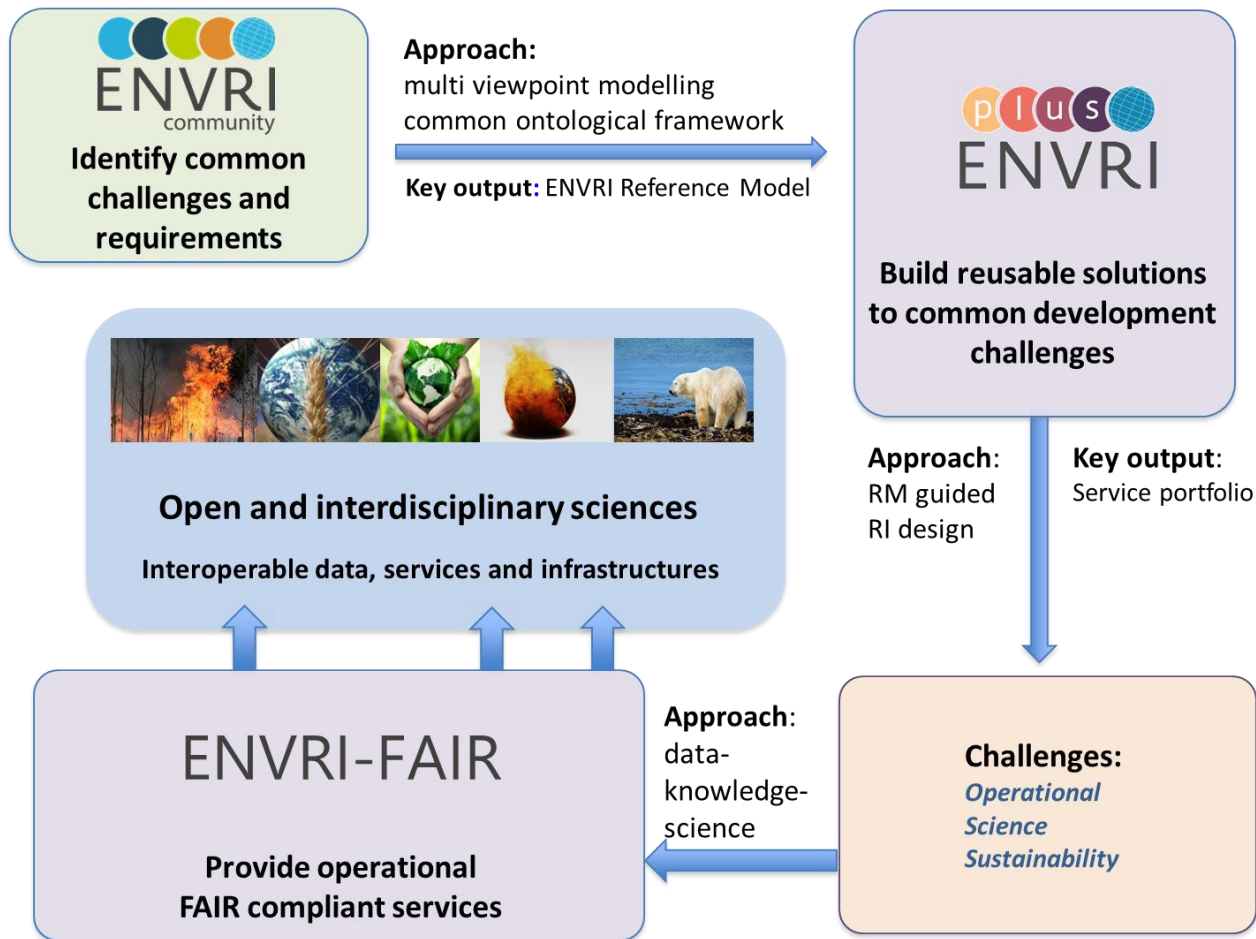 ENVRI
community
Identify common
challenges and
requirements
Approach:
multi viewpoint modelling
common ontological framework
Key output: ENVRI Reference Model
plus
ENVRI
Build reusable solutions
to common development
challenges
Approach:
RM guided
RI design
Key output:
Service portfolio
Challenges:
Operational
Science
Sustainability
Approach:
data-
knowledge-
science
ENVRI-FAIR
Provide operational
FAIR compliant services
Open and interdisciplinary sciences
Interoperable data, services and infrastructures